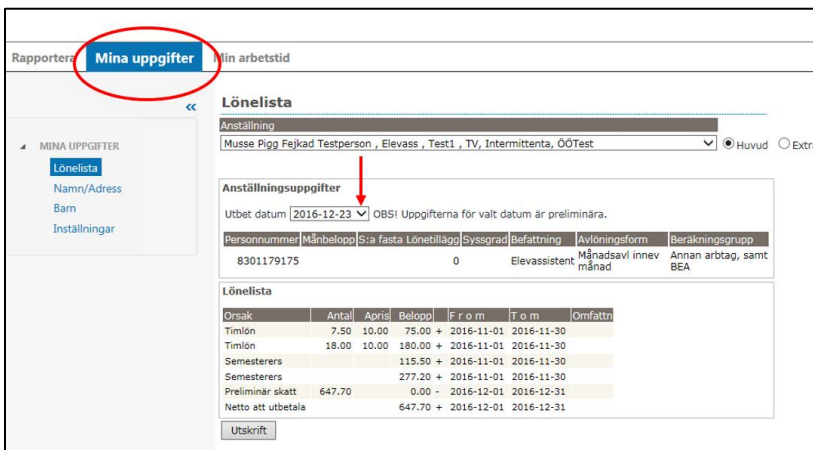 Rapportera Mina uppgifter Min arbetstid
«
Lönelista
Anställning
Musse Pigg Fejkad Testperson , Elevass , Test1 , TV, Intermittenta, ÖÖTest Huvud Extra
MINA UPPGIFTER
Lönelista
Namn/Adress
Barn
Inställningar
Anställningsuppgifter
Utbet datum 2016-12-23 OBS! Uppgifterna för valt datum är preliminära.
Personnummer Månbelopp S:a fasta Lönetillägg Syssgrad Befattning Avlöningsform Beräkningsgrupp
8301179175 0 Elevassistent Månadsavl innev månad Annan arbtag, samt BEA
Lönelista
Orsak Antal Apris Belopp F r o m T o m Omfattn
Timlön 7.50 10.00 75.00 + 2016-11-01 2016-11-30
Timlön 18.00 10.00 180.00 + 2016-11-01 2016-11-30
Semesterers 115.50 + 2016-11-01 2016-11-30
Semesterers 277.20 + 2016-11-01 2016-11-30
Preliminär skatt 647.70 0.00 - 2016-12-01 2016-12-31
Netto att utbetala 647.70 + 2016-12-01 2016-12-31
Utskrift